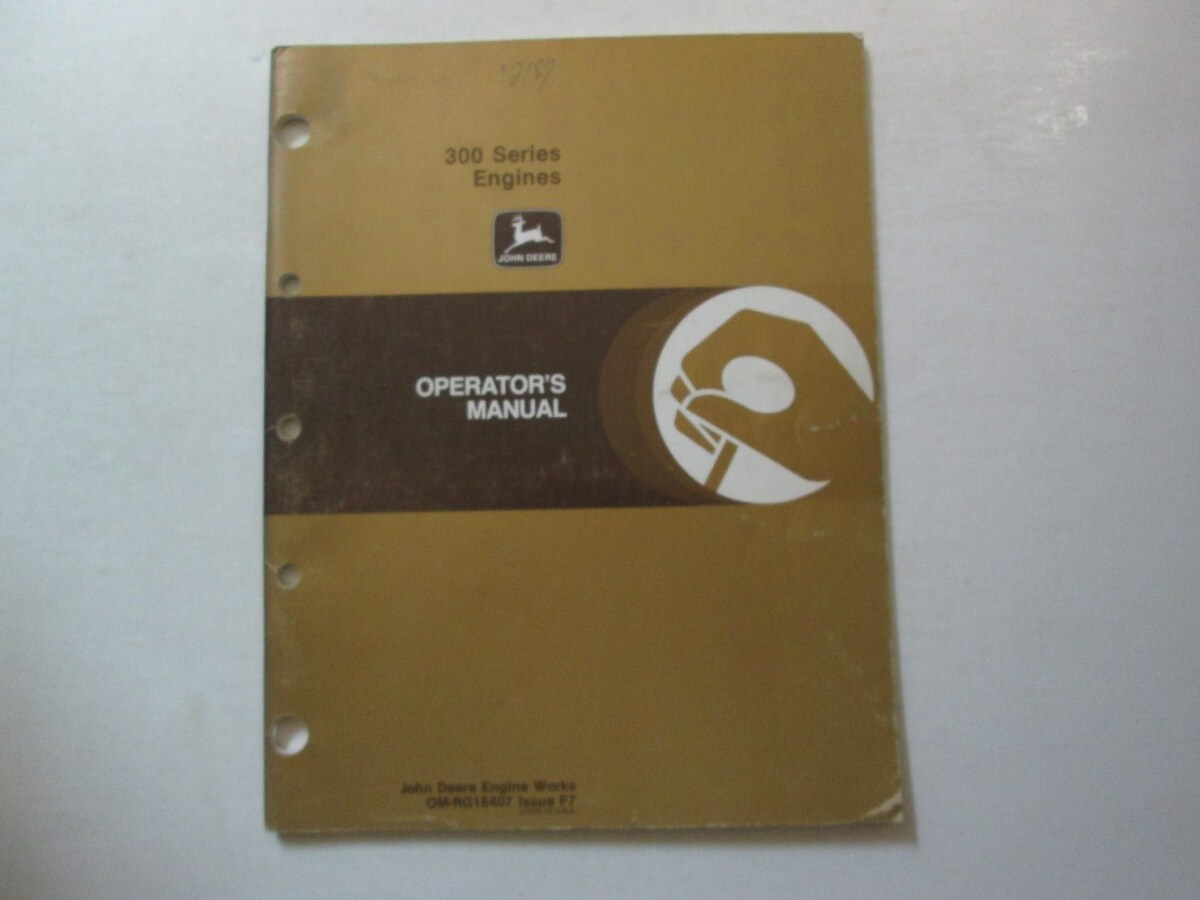 300 Series
Engines
JOHN DEERE
OPERATOR'S
MANUAL
John Deere Engine Works
OM-RG16407 Issue F7